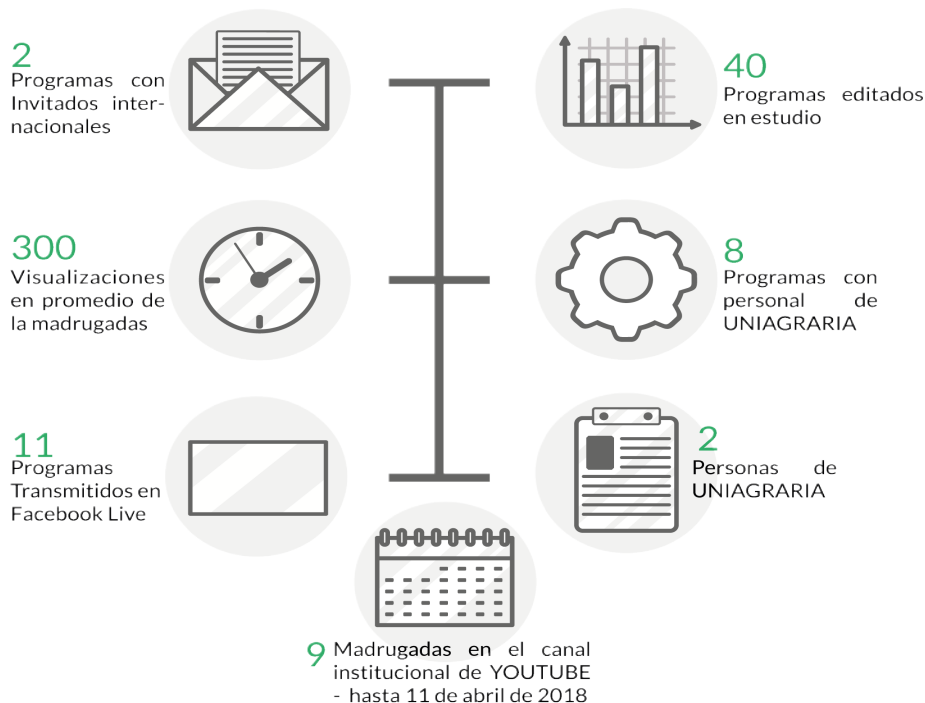 2
Programas con
Invitados inter-
nacionales
40
Programas editados
en estudio
300
Visualizaciones
en promedio de
la madrugadas
8
Programas con
personal de
UNIAGRARIA
11
Programas
Transmitidos en
Facebook Live
2
Personas de
UNIAGRARIA
9 Madrugadas en el canal
institucional de YOUTUBE
- hasta 11 de abril de 2018